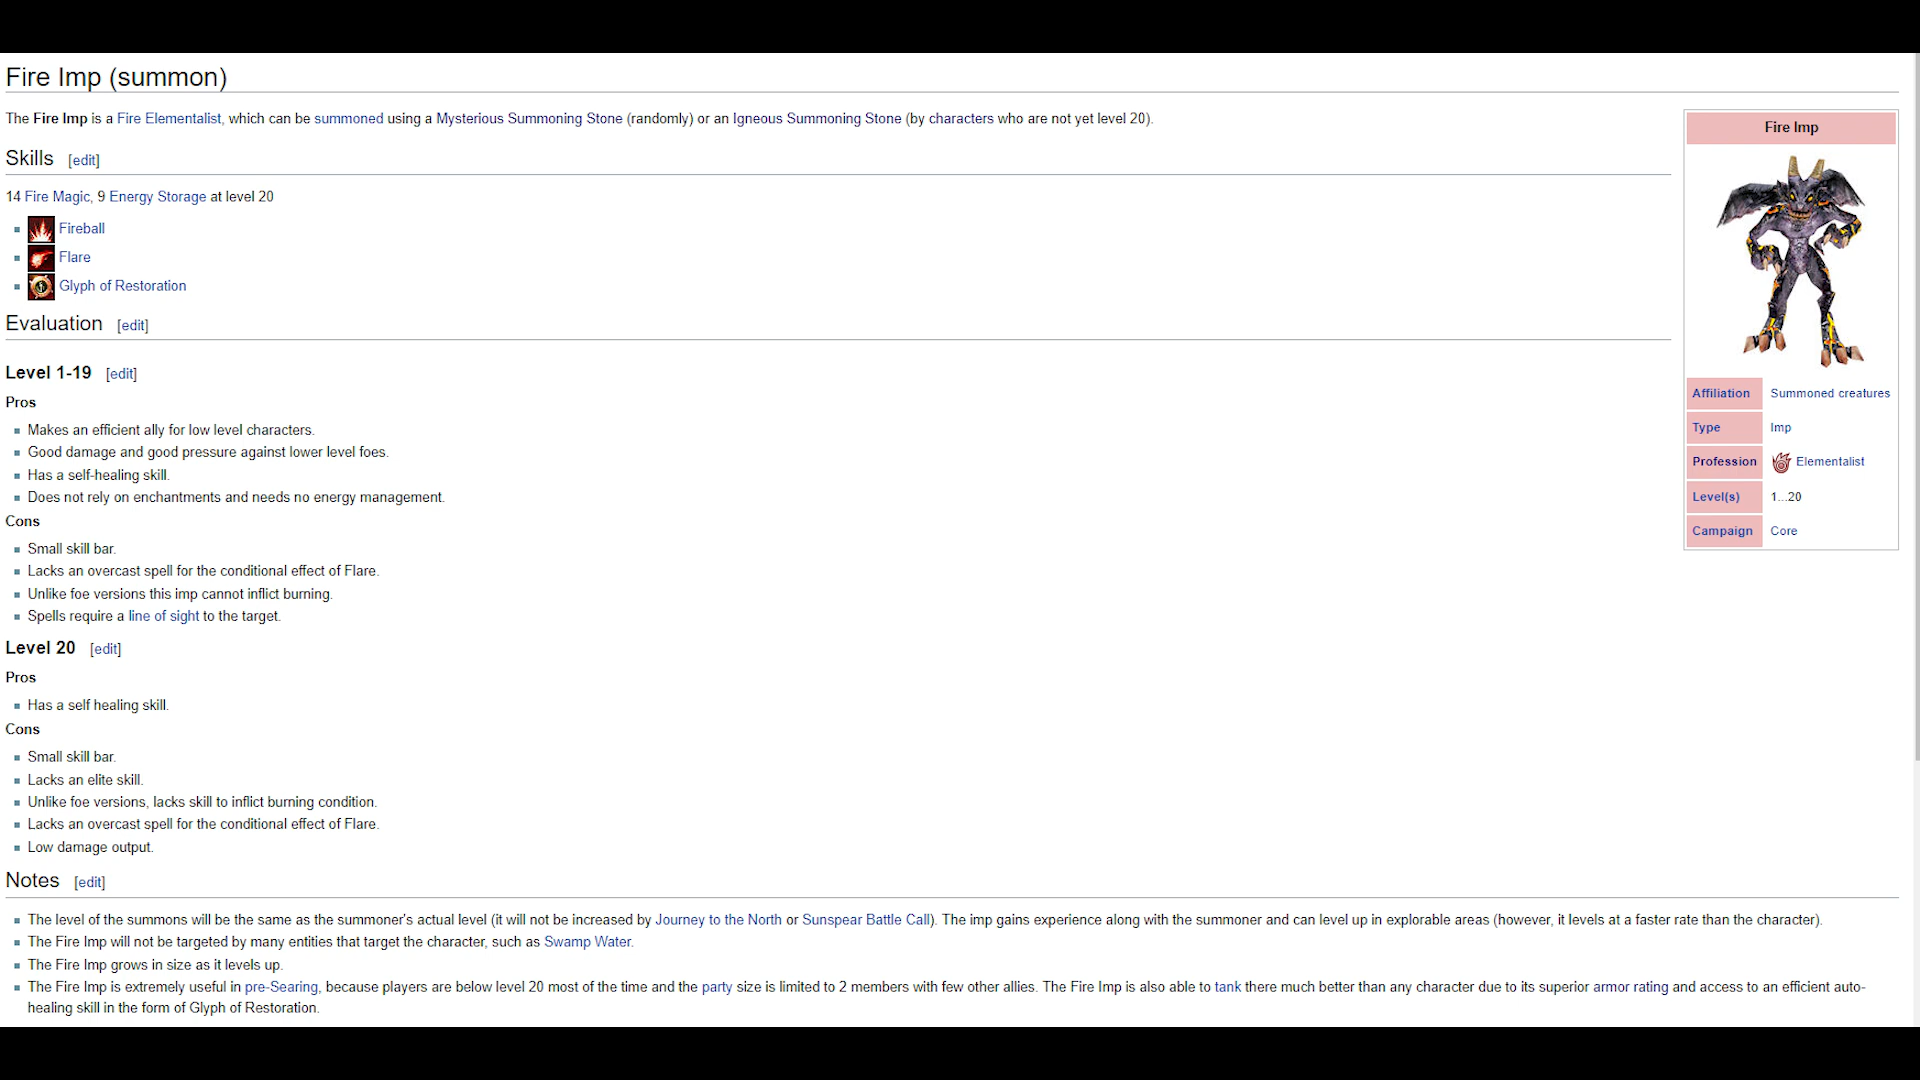 Fire Imp (summon)
The Fire Imp is a Fire Elementalist, which can be summoned using a Mysterious Summoning Stone (randomly) or an Igneous Summoning Stone (by characters who are not yet level 20).
Skills [edit]
14 Fire Magic, 9 Energy Storage at level 20
Fireball
Flare
Glyph of Restoration
Evaluation [edit]
Level 1-19 [edit]
Pros
Makes an efficient ally for low level characters.
Good damage and good pressure against lower level foes.
Has a self-healing skill.
Does not rely on enchantments and needs no energy management.
Cons
Small skill bar.
Lacks an overcast spell for the conditional effect of Flare.
Unlike foe versions this imp cannot inflict burning.
Spells require a line of sight to the target.
Level 20 [edit]
Pros
Has a self healing skill.
Cons
Small skill bar.
Lacks an elite skill.
Unlike foe versions, lacks skill to inflict burning condition.
Lacks an overcast spell for the conditional effect of Flare.
Low damage output.
Notes [edit]
The level of the summons will be the same as the summoner's actual level (it will not be increased by Journey to the North or Sunspear Battle Call). The imp gains experience along with the summoner and can level up in explorable areas (however, it levels at a faster rate than the character).
The Fire Imp will not be targeted by many entities that target the character, such as Swamp Water.
The Fire Imp grows in size as it levels up.
The Fire Imp is extremely useful in pre-Searing, because players are below level 20 most of the time and the party size is limited to 2 members with few other allies. The Fire Imp is also able to tank there much better than any character due to its superior armor rating and access to an efficient auto-
healing skill in the form of Glyph of Restoration.
Fire Imp
Affiliation Summoned creatures
Type Imp
Profession Elementalist
Level(s) 1...20
Campaign Core